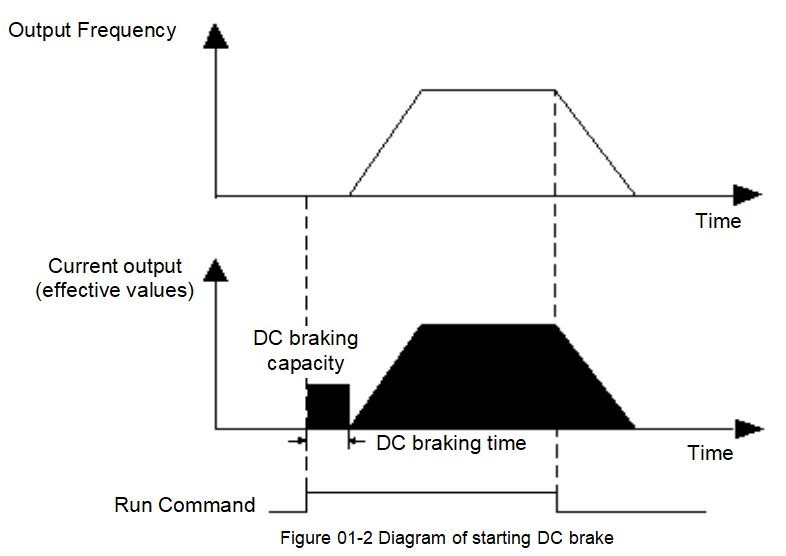 Output Frequency
Time
Current output
(effective values)
DC braking
capacity
DC braking time
Time
Run Command
Figure 01-2 Diagram of starting DC brake